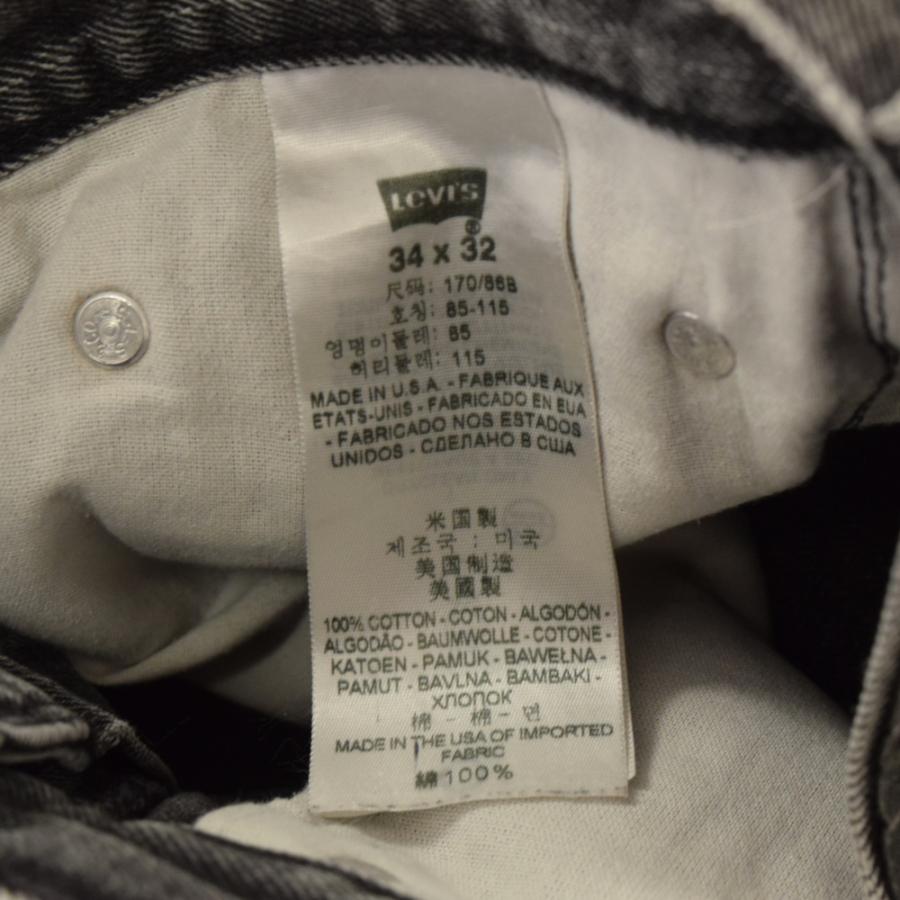 LEVI'S
®
34 x 32
尺码: 170/86B
호칭: 85-115
엉덩이둘레: 85
허리둘레: 115
MADE IN U.S.A. - FABRIQUE AUX
ETATS-UNIS - FABRICADO EN EUA
- FABRICADO NOS ESTADOS
UNIDOS - СДЕЛАНО В США
米国製
제조국 : 미국
美国制造
美國製
100% COTTON - COTON - ALGODÓN -
ALGODÃO - BAUMWOLLE - COTONE -
KATOEN - PAMUK - BAWEŁNA -
PAMUT - BAVLNA - BAMBAKI -
ХЛОПОК
棉 - 棉 - 면
MADE IN THE USA OF IMPORTED
FABRIC
綿100%